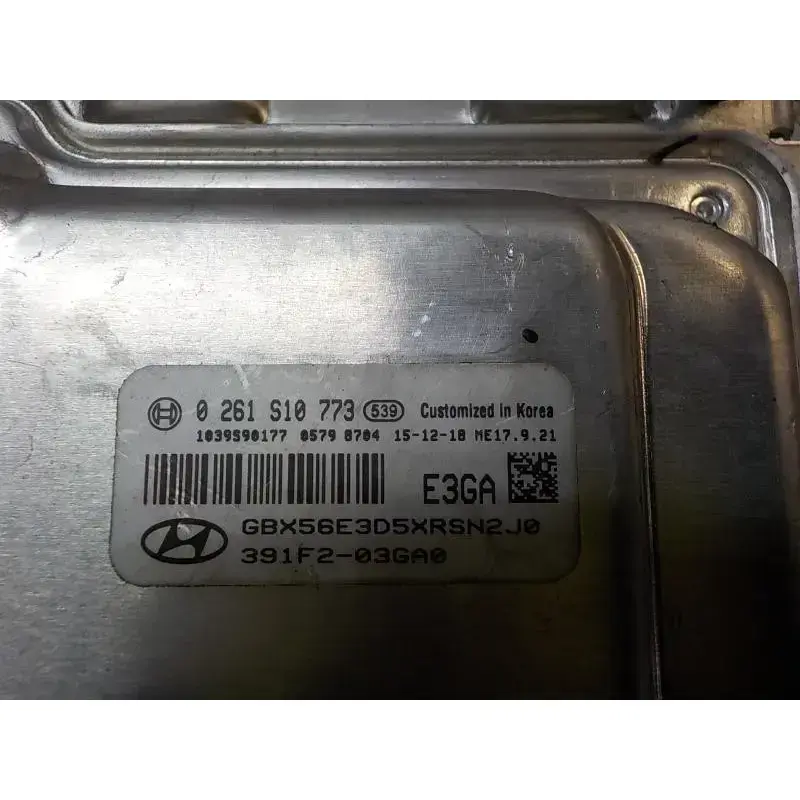 0 261 S10 773 539 Customized in Korea
1039S90177 0579 8704 15-12-18 ME17.9.21
E3GA
GBX56E3D5XRSN2J0
391F2-03GA0